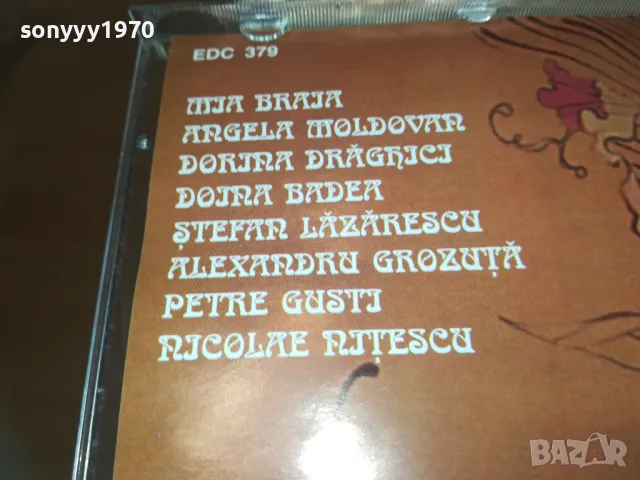 sonyyy1970
EDC 379
MIA BRAIA
ANGELA MOLDOVAN
DORINA DRĂGHICI
DOINA BADEA
ȘTEFAN LĂZĂRESCU
ALEXANDRU GROZUȚĂ
PETRE GUSTI
NICOLAE NIȚESCU
BAZAR